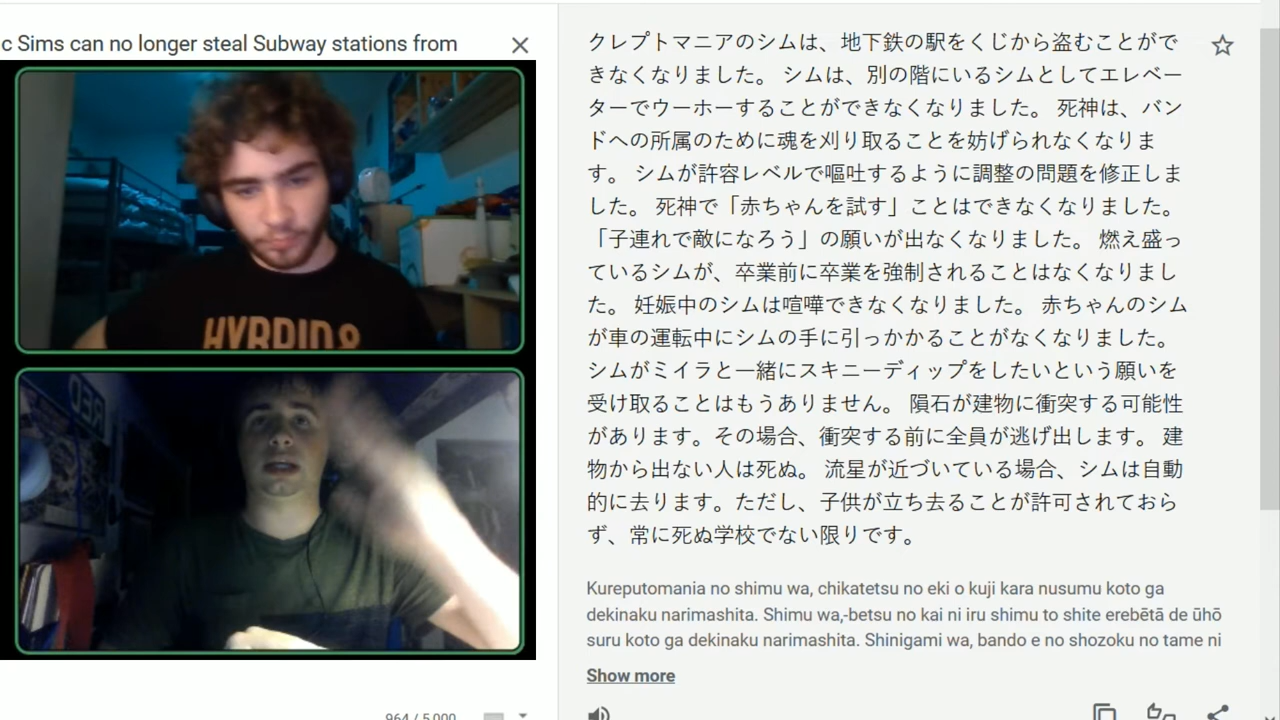 c Sims can no longer steal Subway stations from
クレプトマニアのシムは、地下鉄の駅をくじから盗むことがで
きなくなりました。 シムは、別の階にいるシムとしてエレベー
ターでウーホーすることができなくなりました。 死神は、バン
ドへの所属のために魂を刈り取ることを妨げられなくなりま
す。 シムが許容レベルで嘔吐するように調整の問題を修正しま
した。 死神で「赤ちゃんを試す」ことはできなくなりました。
「子連れで敵になろう」の願いが出なくなりました。 燃え盛っ
ているシムが、卒業前に卒業を強制されることはなくなりまし
た。 妊娠中のシムは喧嘩できなくなりました。 赤ちゃんのシム
が車の運転中にシムの手に引っかかることがなくなりました。
シムがミイラと一緒にスキニーディップをしたいという願いを
受け取ることはもうありません。 隕石が建物に衝突する可能性
があります。その場合、衝突する前に全員が逃げ出します。 建
物から出ない人は死ぬ。 流星が近づいている場合、シムは自動
的に去ります。ただし、子供が立ち去ることが許可されておら
ず、常に死ぬ学校でない限りです。
Kureputomania no shimu wa, chikatetsu no eki o kuji kara nusumu koto ga
dekinaku narimashita. Shimu wa,-betsu no kai ni iru shimu to shite erebētā de ūhō
suru koto ga dekinaku narimashita. Shinigami wa, bando e no shozoku no tame ni
Show more
964 / 5,000
HYBRID8
RED